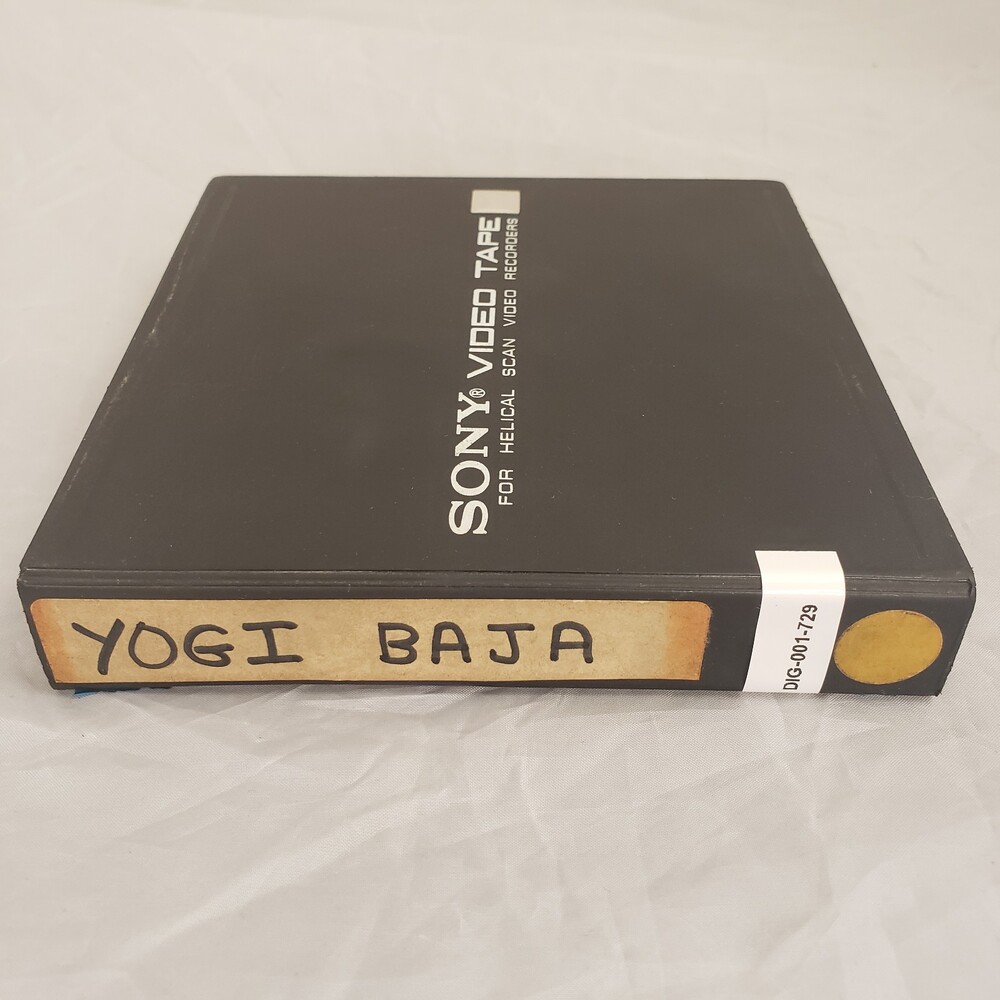 SONY® VIDEO TAPE
FOR HELICAL SCAN VIDEO RECORDERS
YOGI BAJA
DIG-001-729